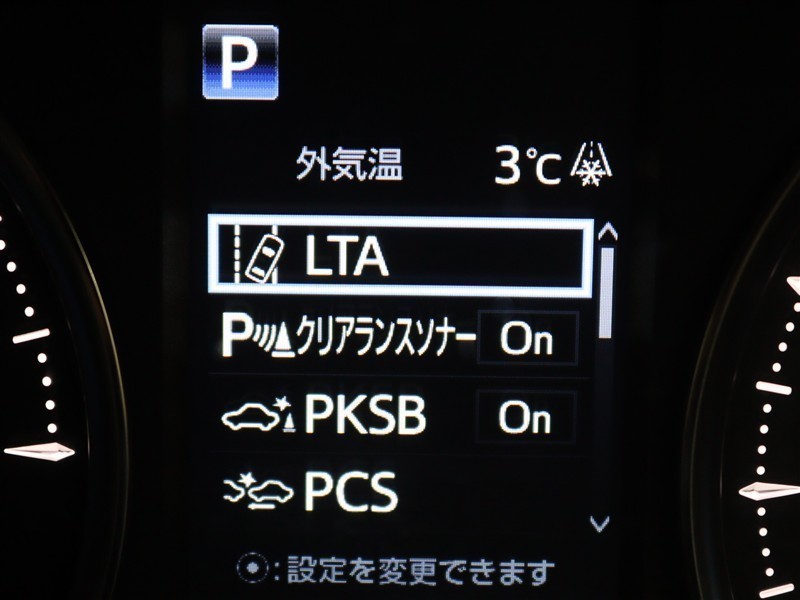 P
外気温 3℃
LTA
Pクリアランスソナー On
PKSB On
PCS
:設定を変更できます